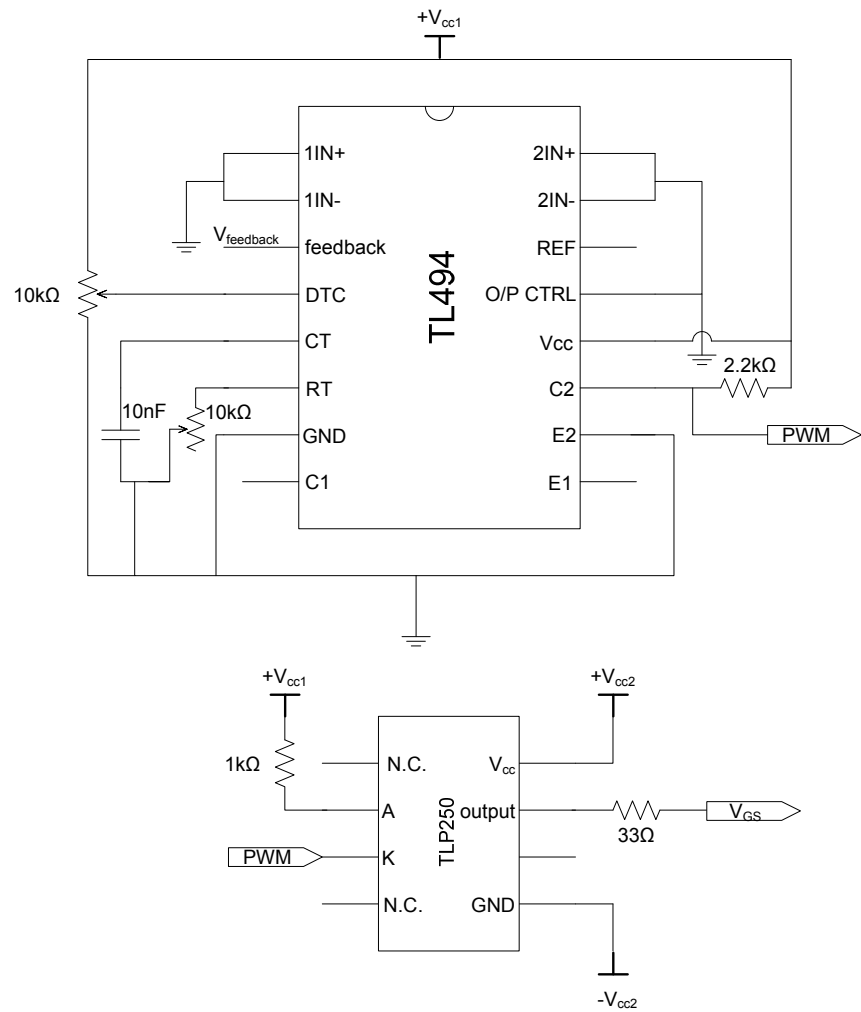 +Vcc1
1IN+
2IN+
1IN-
2IN-
Vfeedback
feedback
REF
10kΩ
DTC
O/P CTRL
TL494
CT
Vcc
2.2kΩ
RT
C2
10nF
10kΩ
GND
E2
PWM
C1
E1
+Vcc1
+Vcc2
1kΩ
N.C.
Vcc
A
output
TLP250
33Ω
VGS
PWM
K
N.C.
GND
-Vcc2